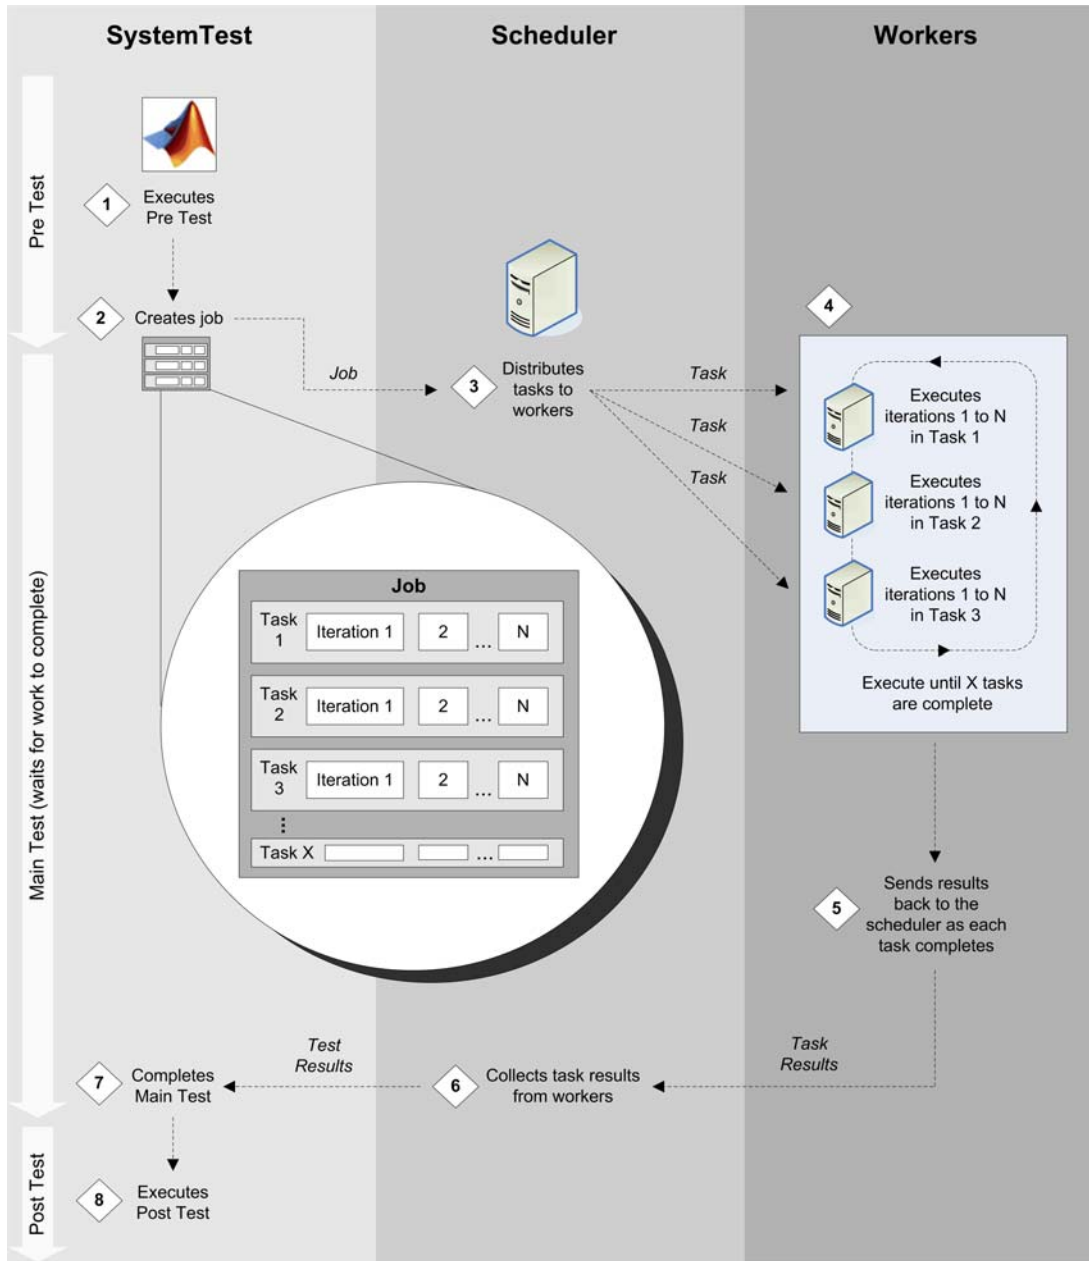 SystemTest
Scheduler
Workers
Pre Test
Main Test (waits for work to complete)
Post Test
1
Executes
Pre Test
2
Creates job
Job
3
Distributes
tasks to
workers
Task
Task
Task
4
Executes
iterations 1 to N
in Task 1
Executes
iterations 1 to N
in Task 2
Executes
iterations 1 to N
in Task 3
Execute until X tasks
are complete
Job
Task
1
Iteration 1
2
...
N
Task
2
Iteration 1
2
...
N
Task
3
Iteration 1
2
...
N
...
Task X
...
5
Sends results
back to the
scheduler as each
task completes
Task
Results
6
Collects task results
from workers
Test
Results
7
Completes
Main Test
8
Executes
Post Test